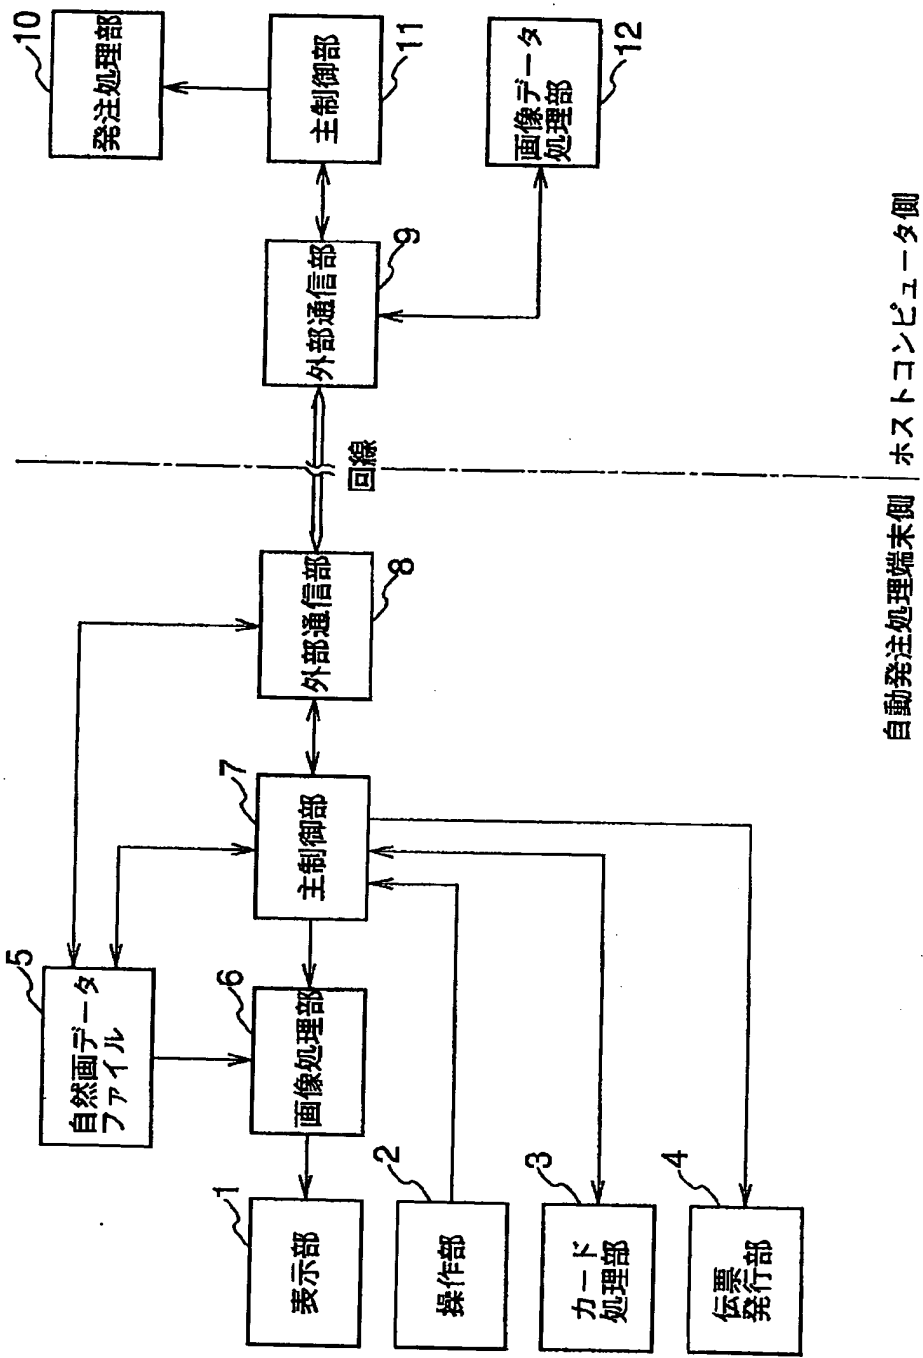 5
自然画データ
ファイル
1
表示部
6
画像処理部
7
主制御部
8
外部通信部
回線
9
外部通信部
11
主制御部
10
発注処理部
2
操作部
3
カード
処理部
4
伝票
発行部
12
画像データ
処理部
自動発注処理端末側
ホストコンピュータ側